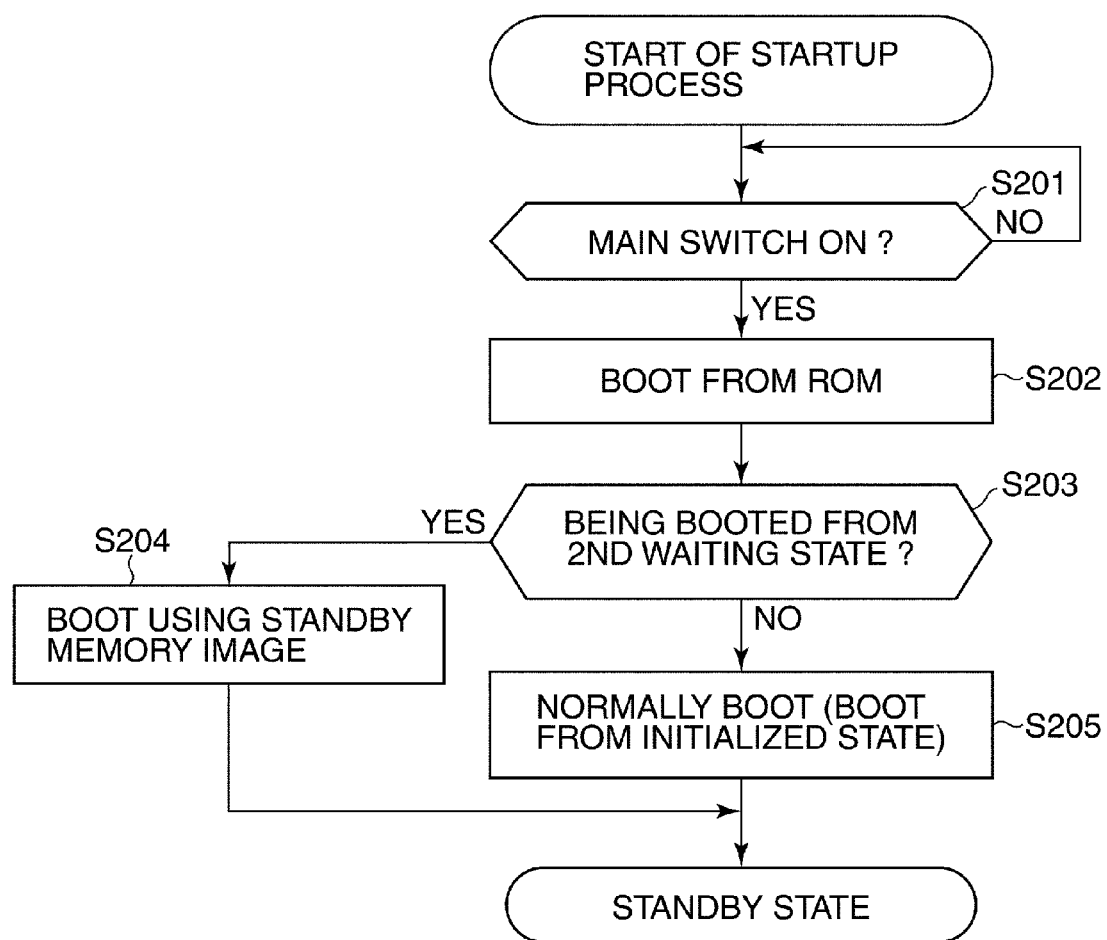 START OF STARTUP
PROCESS
S201
NO
MAIN SWITCH ON ?
YES
BOOT FROM ROM
S202
S203
YES
BEING BOOTED FROM
2ND WAITING STATE ?
S204
BOOT USING STANDBY
MEMORY IMAGE
NO
NORMALLY BOOT (BOOT
FROM INITIALIZED STATE)
S205
STANDBY STATE